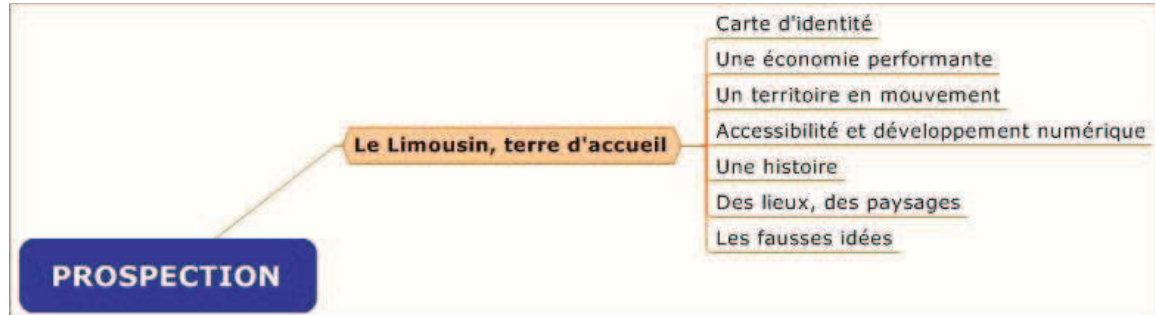 Carte d'identité
Une économie performante
Un territoire en mouvement
Accessibilité et développement numérique
Le Limousin, terre d'accueil
Une histoire
Des lieux, des paysages
Les fausses idées
PROSPECTION